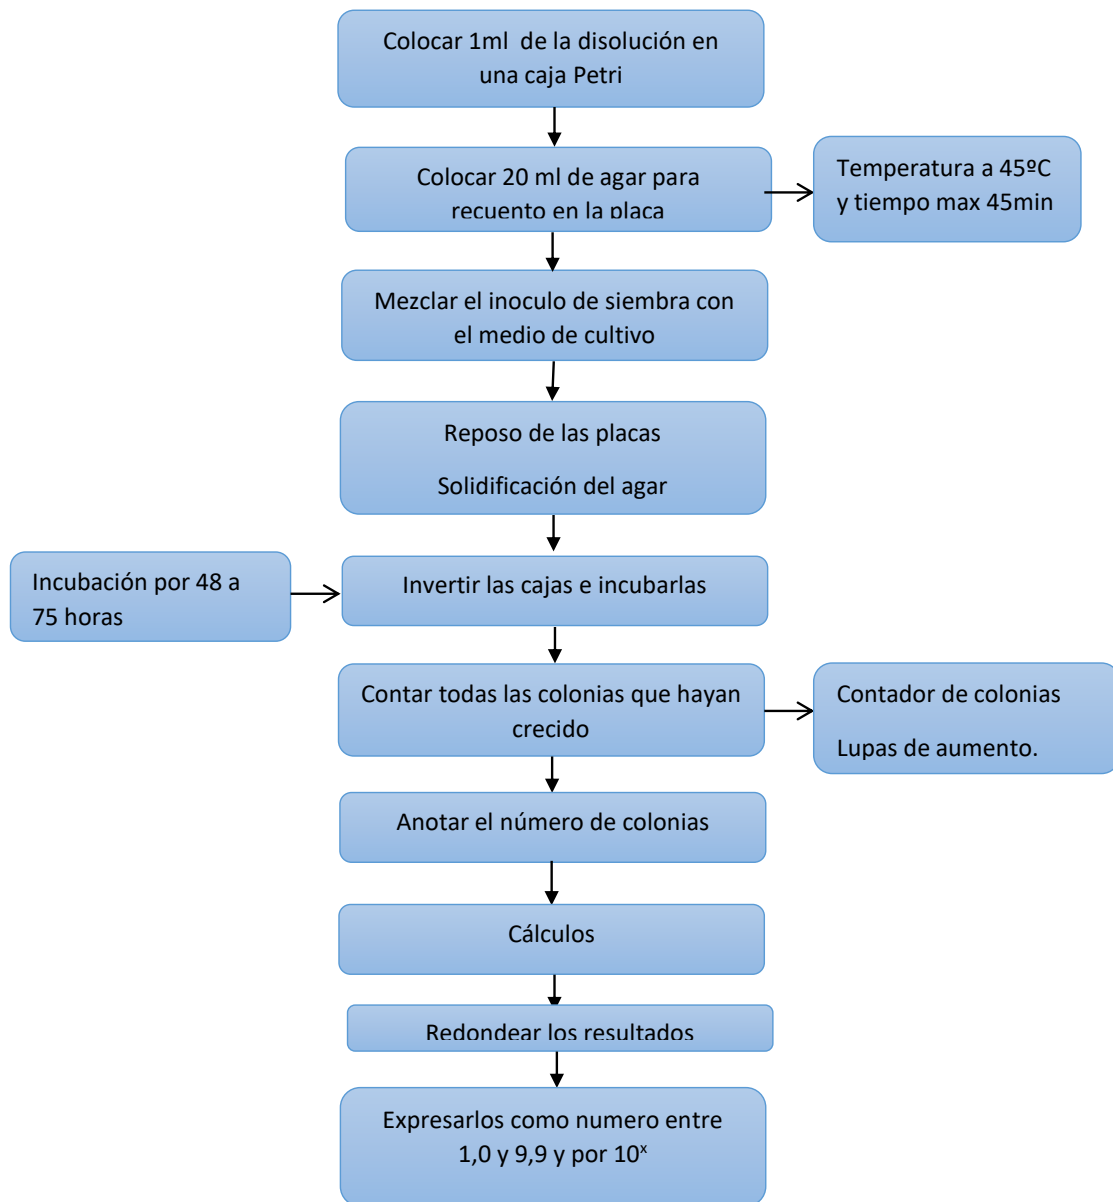 Colocar 1ml  de la disolución en
una caja Petri
Colocar 20 ml de agar para
recuento en la placa
Temperatura a 45ºC
y tiempo max 45min
Mezclar el inoculo de siembra con
el medio de cultivo
Reposo de las placas
Solidificación del agar
Incubación por 48 a
75 horas
Invertir las cajas e incubarlas
Contar todas las colonias que hayan
crecido
Contador de colonias
Lupas de aumento.
Anotar el número de colonias
Cálculos
Redondear los resultados
Expresarlos como numero entre
1,0 y 9,9 y por 10ˣ